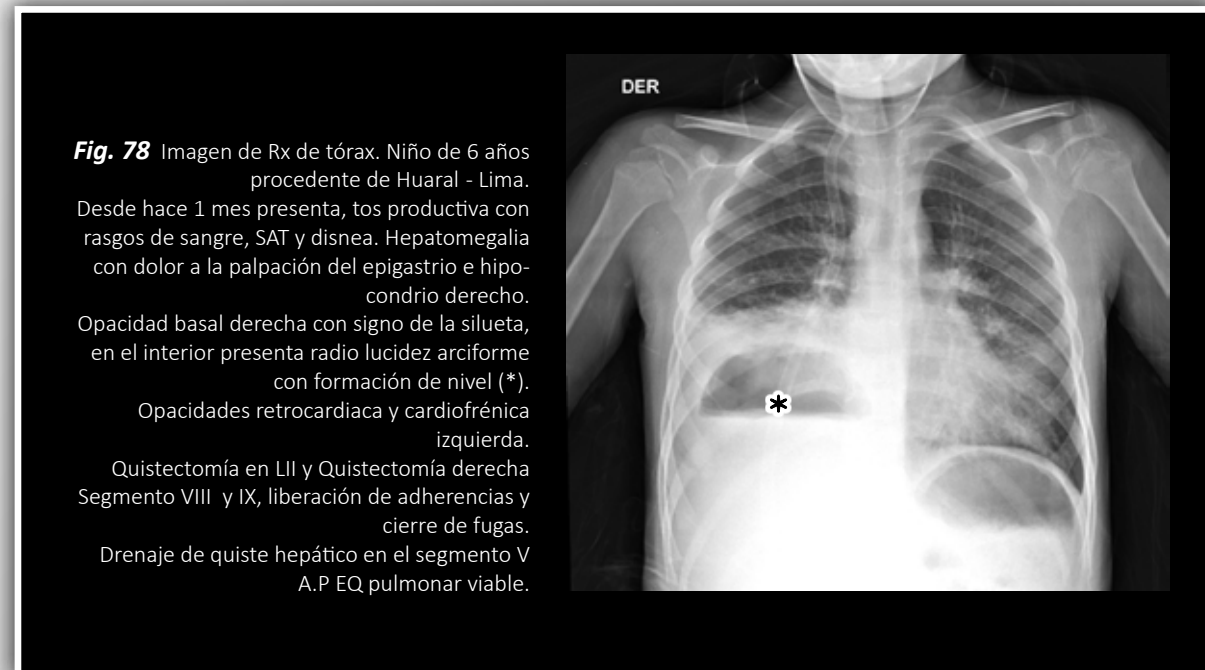 Fig. 78 Imagen de Rx de tórax. Niño de 6 años
procedente de Huaral - Lima.
Desde hace 1 mes presenta, tos productiva con
rasgos de sangre, SAT y disnea. Hepatomegalia
con dolor a la palpación del epigastrio e hipo-
condrio derecho.
Opacidad basal derecha con signo de la silueta,
en el interior presenta radio lucidez arciforme
con formación de nivel (*).
Opacidades retrocardiaca y cardiofrénica
izquierda.
Quistectomía en LII y Quistectomía derecha
Segmento VIII y IX, liberación de adherencias y
cierre de fugas.
Drenaje de quiste hepático en el segmento V
A.P EQ pulmonar viable.
DER
*